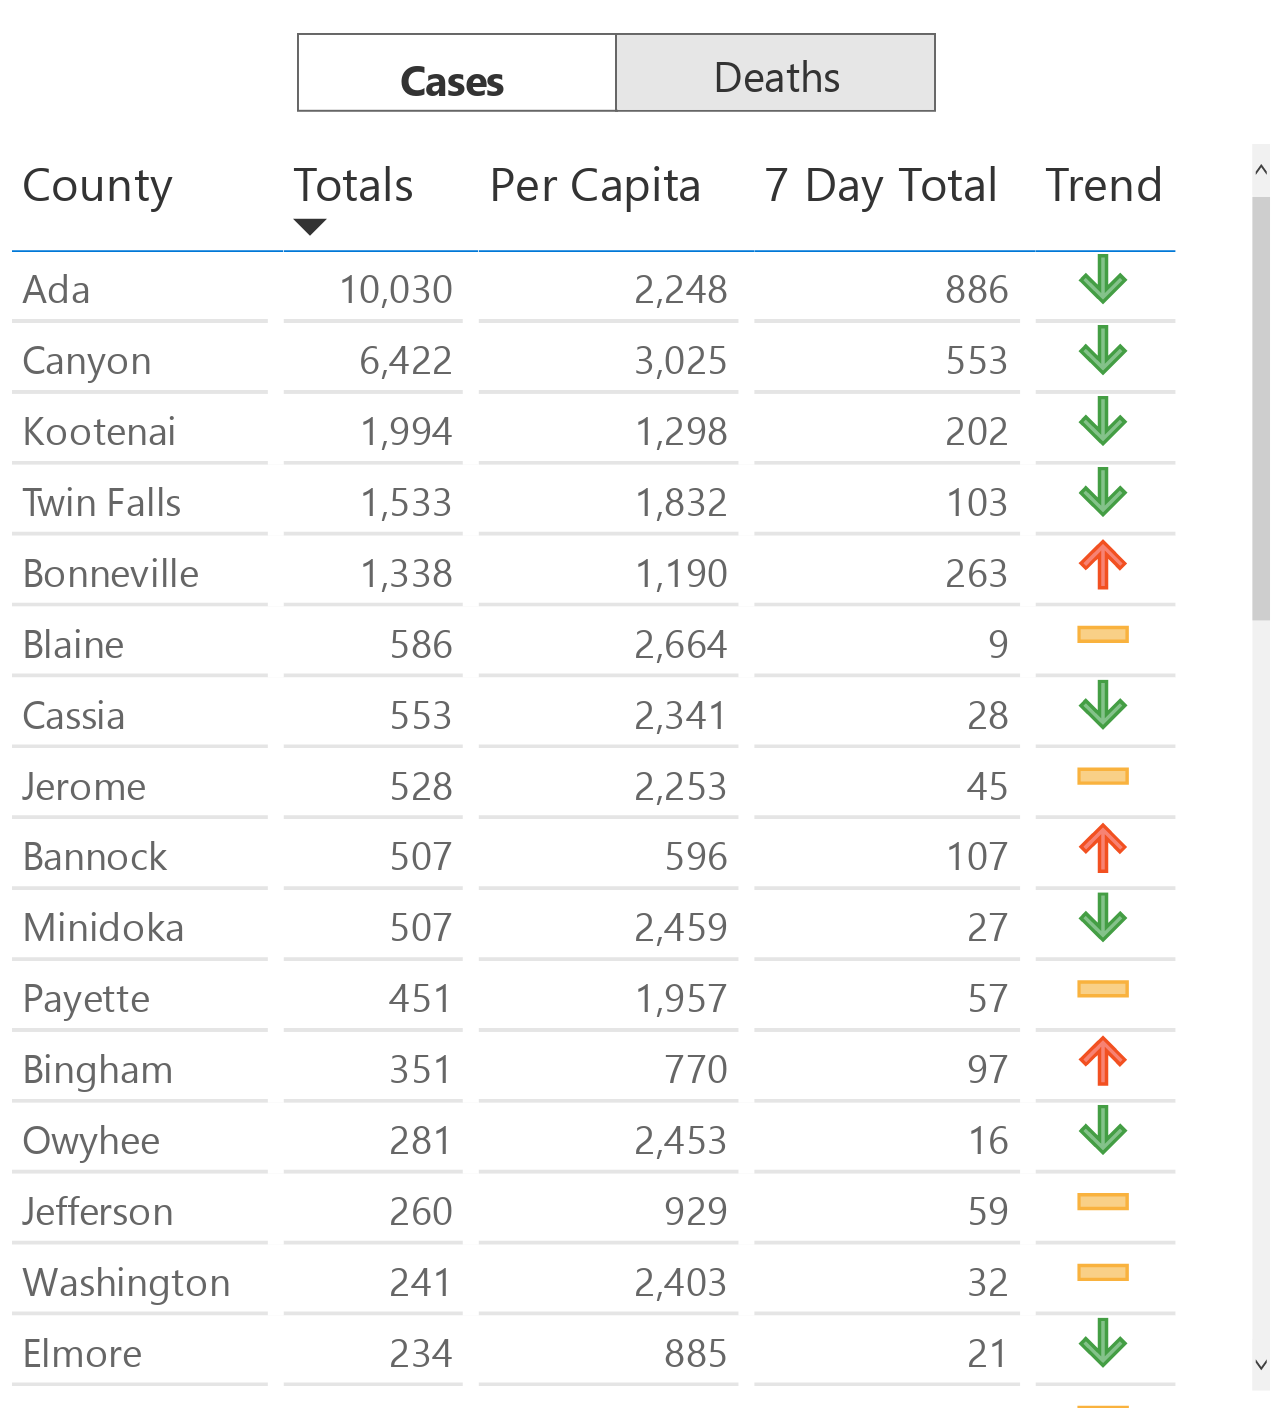 Cases Deaths
County Totals Per Capita 7 Day Total Trend
Ada 10,030 2,248 886
Canyon 6,422 3,025 553
Kootenai 1,994 1,298 202
Twin Falls 1,533 1,832 103
Bonneville 1,338 1,190 263
Blaine 586 2,664 9
Cassia 553 2,341 28
Jerome 528 2,253 45
Bannock 507 596 107
Minidoka 507 2,459 27
Payette 451 1,957 57
Bingham 351 770 97
Owyhee 281 2,453 16
Jefferson 260 929 59
Washington 241 2,403 32
Elmore 234 885 21